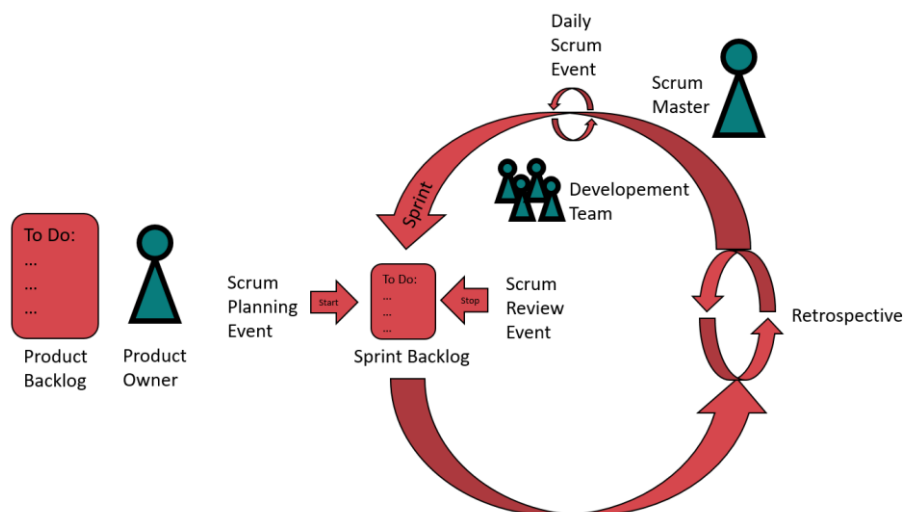 Daily
Scrum
Event
Scrum
Master
Developement
Team
Sprint
To Do:
...
...
...
Product
Backlog
Product
Owner
Scrum
Planning
Event
Start
To Do:
...
...
...
Sprint Backlog
Stop
Scrum
Review
Event
Retrospective